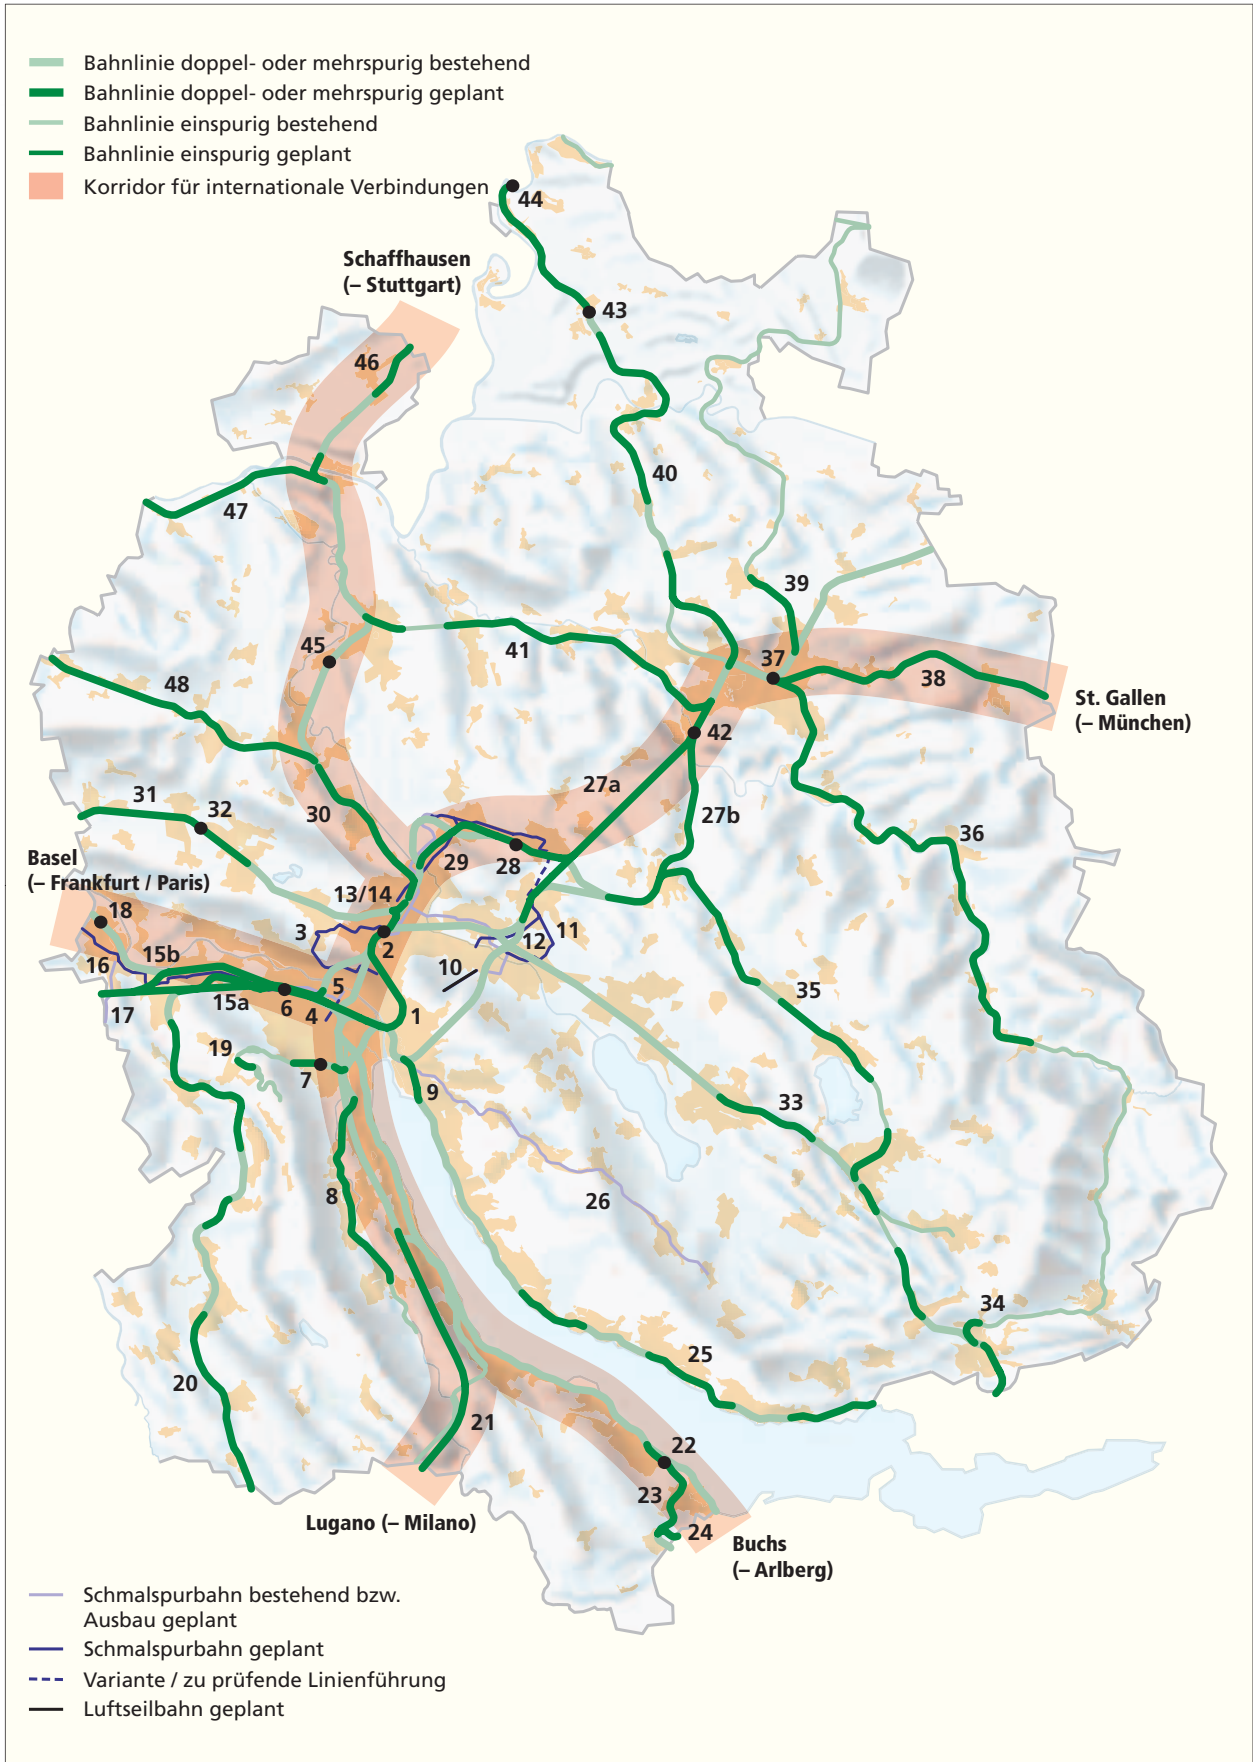 Bahnlinie doppel- oder mehrspurig bestehend
Bahnlinie doppel- oder mehrspurig geplant
Bahnlinie einspurig bestehend
Bahnlinie einspurig geplant
Korridor für internationale Verbindungen
44
Schaffhausen
(– Stuttgart)
43
46
40
47
39
45
41
37
38
48
St. Gallen
(– München)
42
27a
31
32
30
27b
36
Basel
(– Frankfurt / Paris)
29
28
13/14
18
3
2
11
12
15b
16
10
5
35
17
15a
6
4
1
19
7
9
33
8
26
34
25
20
21
22
23
Lugano (– Milano)
24
Buchs
(– Arlberg)
Schmalspurbahn bestehend bzw.
Ausbau geplant
Schmalspurbahn geplant
Variante / zu prüfende Linienführung
Luftseilbahn geplant